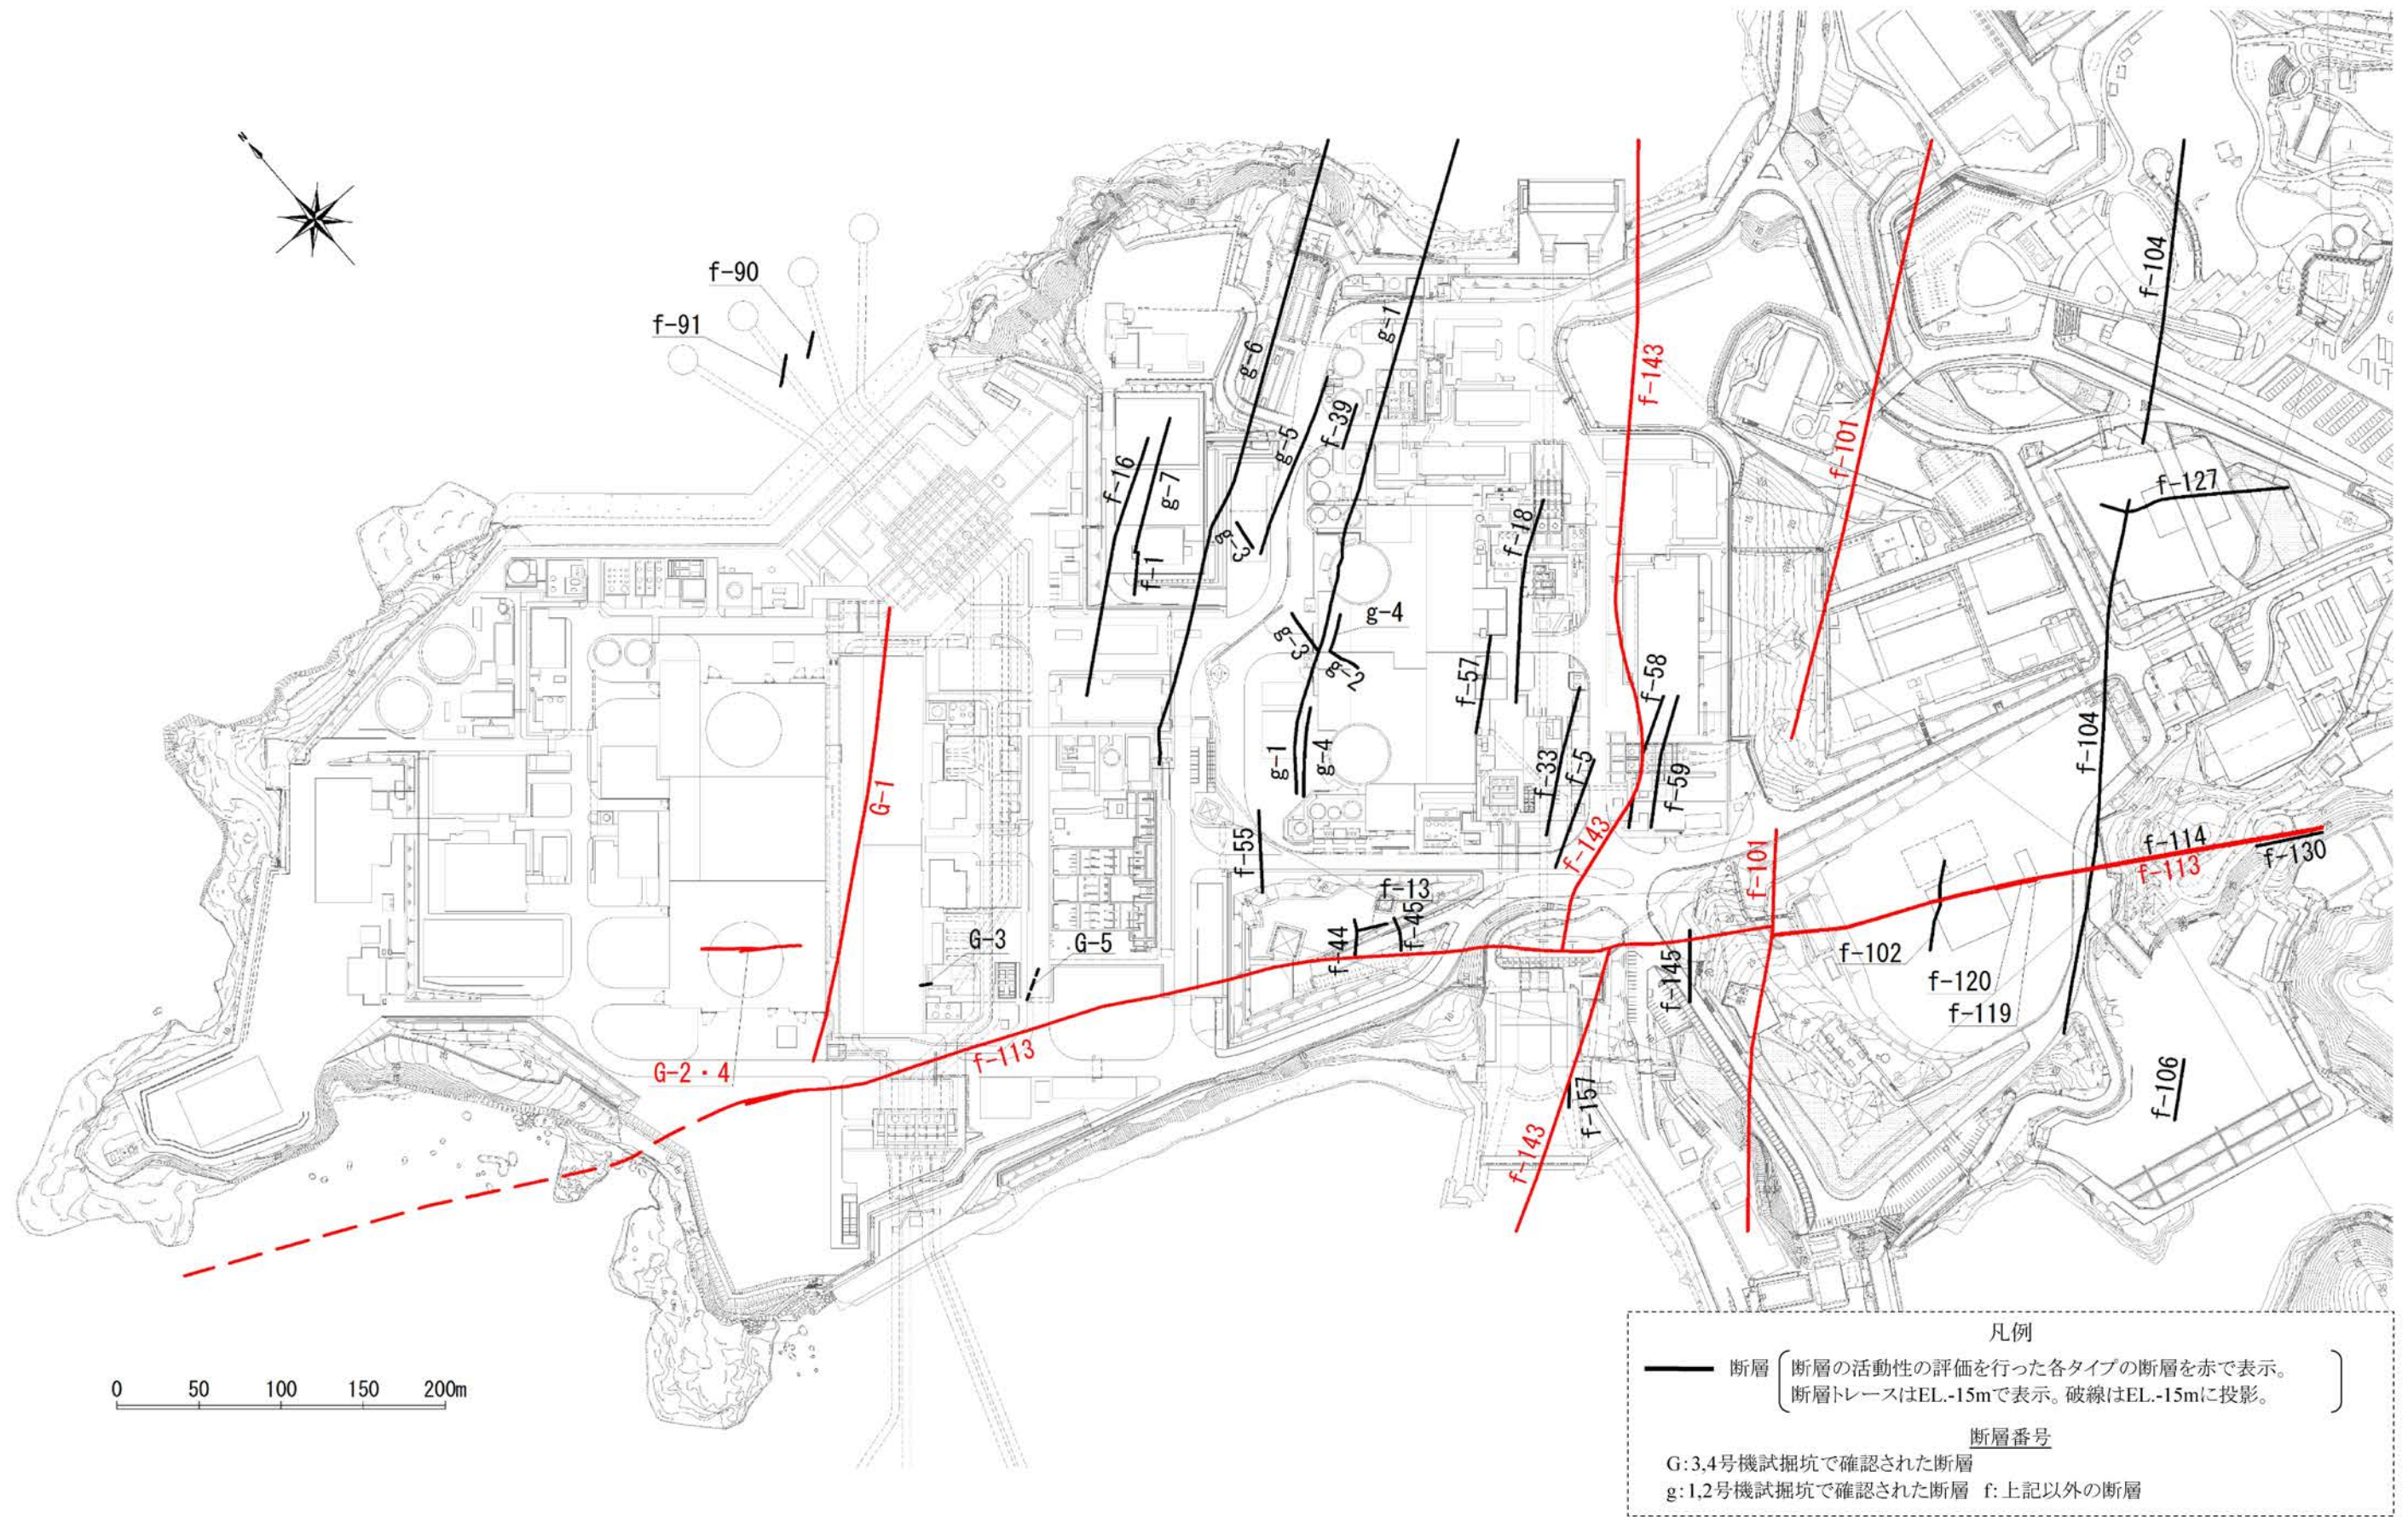 N
f-90
f-91
f-104
g-6
g-1
f-143
f-39
g-5
f-101
f-16
g-7
f-127
g-3
f-18
f-1
g-4
g-3
g-2
f-57
f-58
g-1
g-4
f-33
f-5
f-59
f-104
G-1
f-55
f-143
f-114
f-130
f-101
f-113
f-13
f-45
f-44
G-3
G-5
f-145
f-102
f-120
f-119
G-2・4
f-113
f-157
f-106
f-143
0 50 100 150 200m
凡例
断層 断層の活動性の評価を行った各タイプの断層を赤で表示。
断層トレースはEL.-15mで表示。破線はEL.-15mに投影。
断層番号
G:3,4号機試掘坑で確認された断層
g:1,2号機試掘坑で確認された断層 f:上記以外の断層